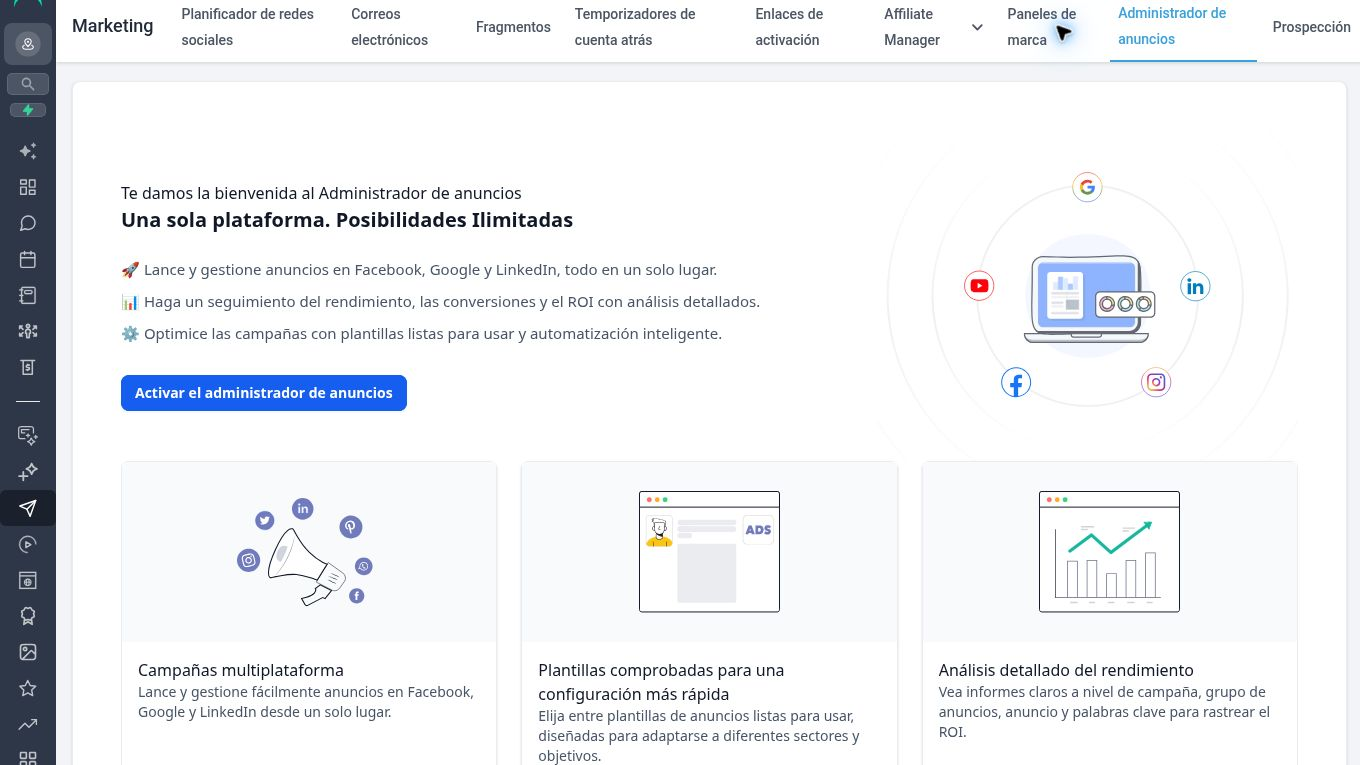 Marketing
Planificador de redes
sociales
Correos
electrónicos
Fragmentos
Temporizadores de
cuenta atrás
Enlaces de
activación
Affiliate
Manager
Paneles de
marca
Administrador de
anuncios
Prospección
Te damos la bienvenida al Administrador de anuncios
Una sola plataforma. Posibilidades Ilimitadas
🚀 Lance y gestione anuncios en Facebook, Google y LinkedIn, todo en un solo lugar.
📊 Haga un seguimiento del rendimiento, las conversiones y el ROI con análisis detallados.
⚙️ Optimice las campañas con plantillas listas para usar y automatización inteligente.
Activar el administrador de anuncios
ADS
Campañas multiplataforma
Lance y gestione fácilmente anuncios en Facebook,
Google y LinkedIn desde un solo lugar.
Plantillas comprobadas para una
configuración más rápida
Elija entre plantillas de anuncios listas para usar,
diseñadas para adaptarse a diferentes sectores y
objetivos.
Análisis detallado del rendimiento
Vea informes claros a nivel de campaña, grupo de
anuncios, anuncio y palabras clave para rastrear el
ROI.